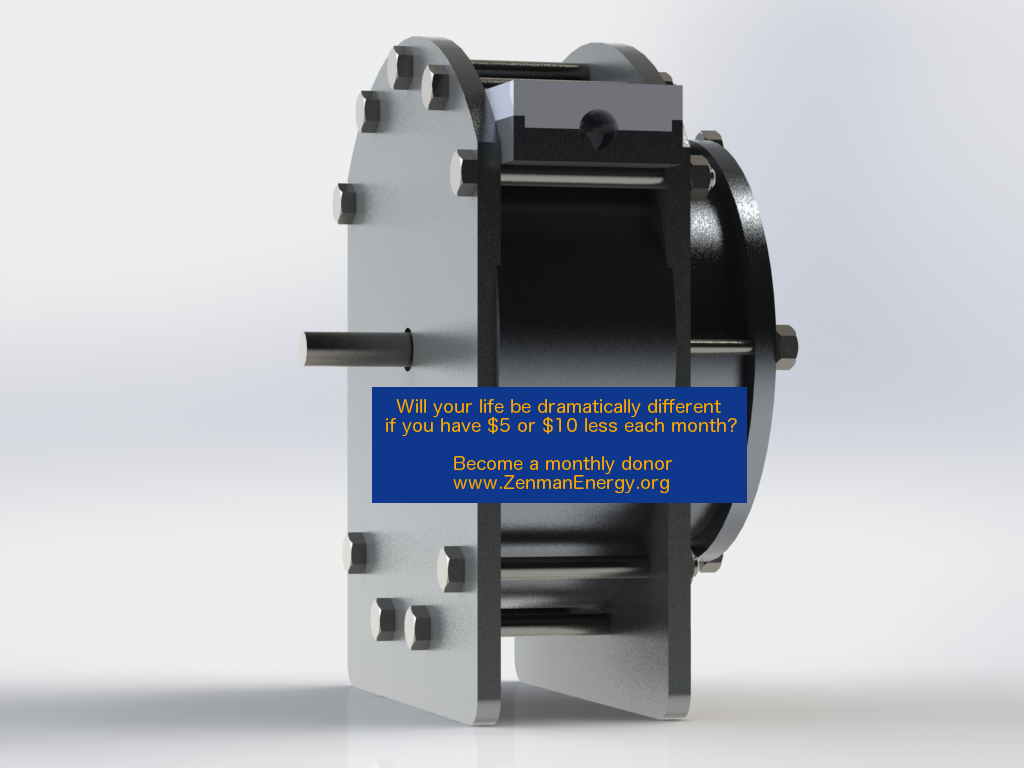 Will your life be dramatically different
if you have $5 or $10 less each month?
Become a monthly donor
www.ZenmanEnergy.org